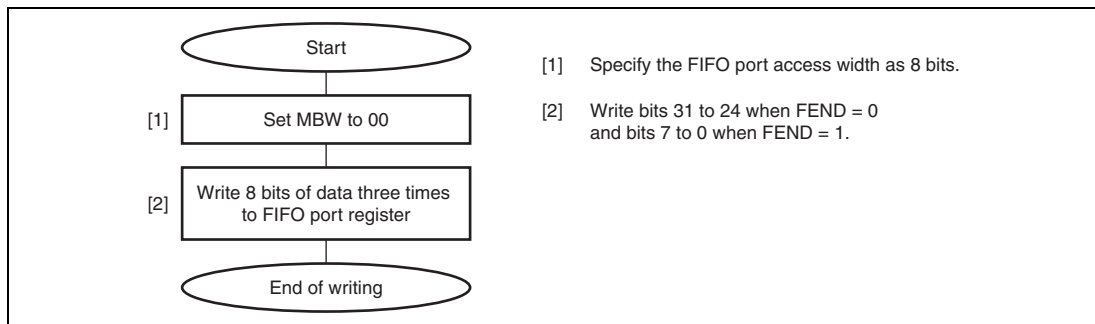 Start
[1] Set MBW to 00
[2] Write 8 bits of data three times
to FIFO port register
End of writing
[1] Specify the FIFO port access width as 8 bits.
[2] Write bits 31 to 24 when FEND = 0
and bits 7 to 0 when FEND = 1.